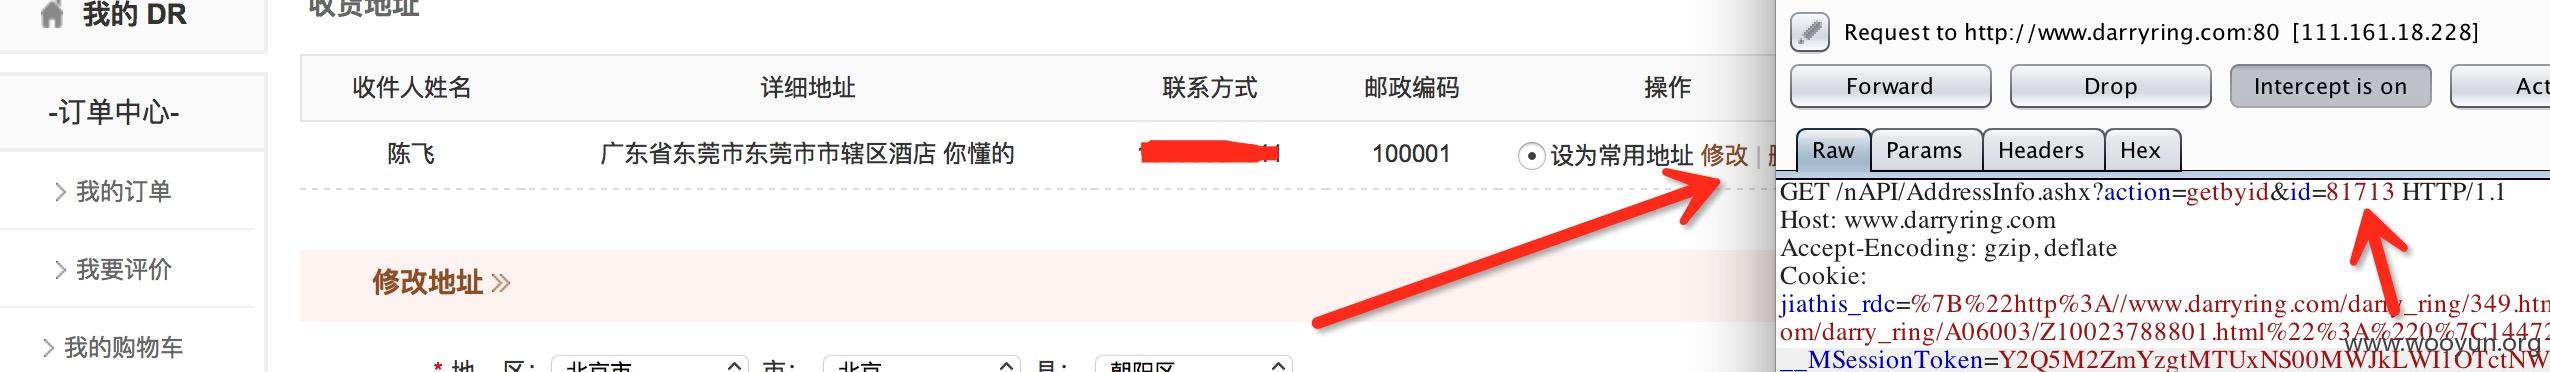 我的 DR
-订单中心-
我的订单
我要评价
我的购物车
收货地址
收件人姓名 详细地址 联系方式 邮政编码 操作
陈飞 广东省东莞市东莞市市辖区酒店 你懂的 100001 设为常用地址 修改 |
修改地址
* 地 区: 北京市 市: 北京 县: 朝阳区
Request to http://www.darryring.com:80 [111.161.18.228]
Forward Drop Intercept is on Act
Raw Params Headers Hex
GET /nAPI/AddressInfo.ashx?action=getbyid&id=81713 HTTP/1.1
Host: www.darryring.com
Accept-Encoding: gzip, deflate
Cookie:
jiathis_rdc=%7B%22http%3A//www.darryring.com/darry_ring/349.htm
om/darry_ring/A06003/Z10023788801.html%22%3A%220%7C14472
www.wooyun.org